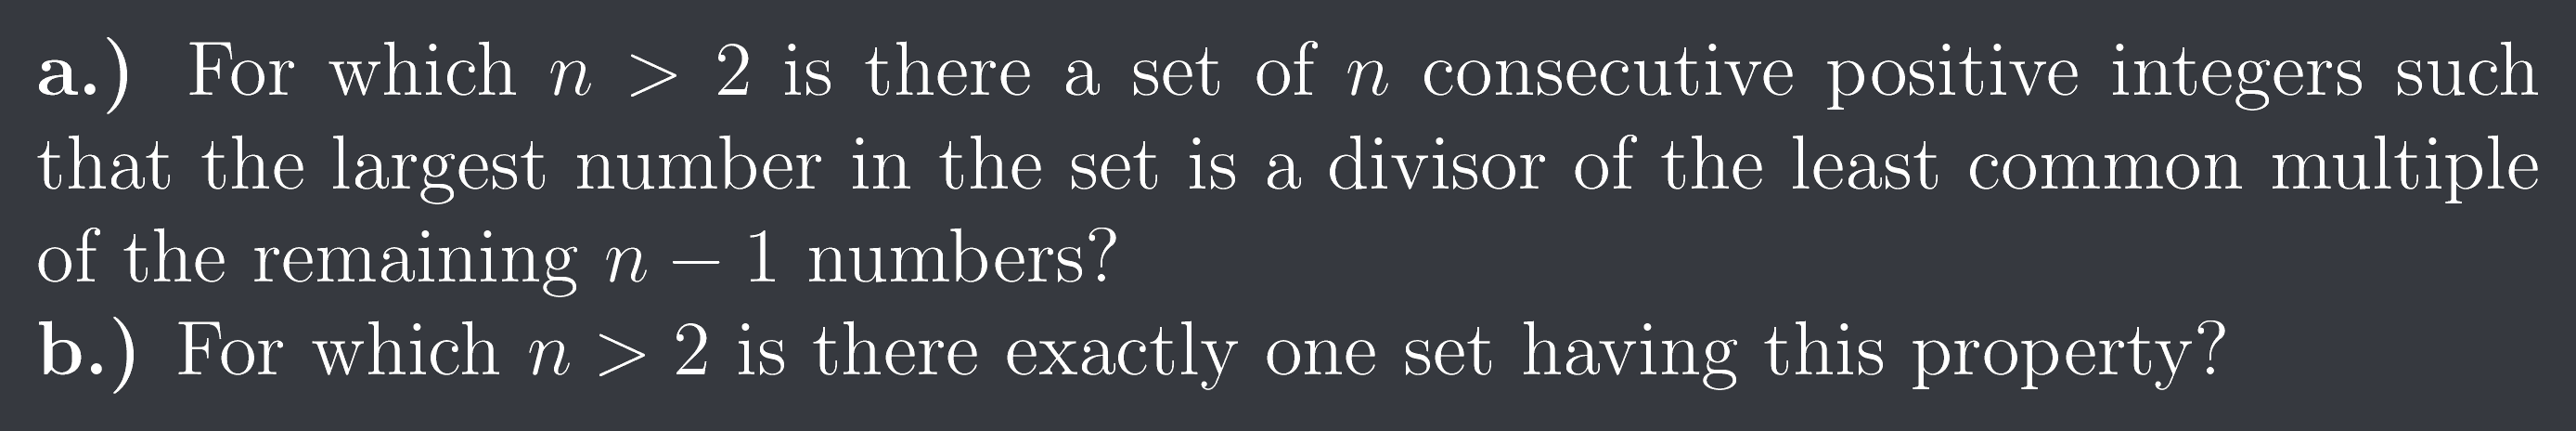 a.) For which n > 2 is there a set of n consecutive positive integers such
that the largest number in the set is a divisor of the least common multiple
of the remaining n − 1 numbers?
b.) For which n > 2 is there exactly one set having this property?